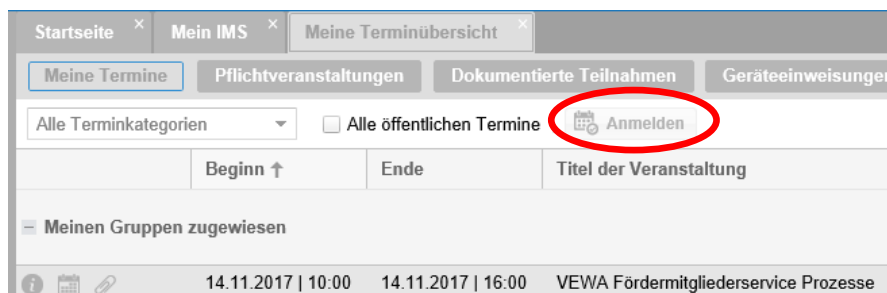 Startseite Mein IMS Meine Terminübersicht
Meine Termine Pflichtveranstaltungen Dokumentierte Teilnahmen Geräteeinweisungen
Alle Terminkategorien Alle öffentlichen Termine Anmelden
Beginn Ende Titel der Veranstaltung
Meinen Gruppen zugewiesen
14.11.2017 | 10:00 14.11.2017 | 16:00 VEWA Fördermitgliederservice Prozesse